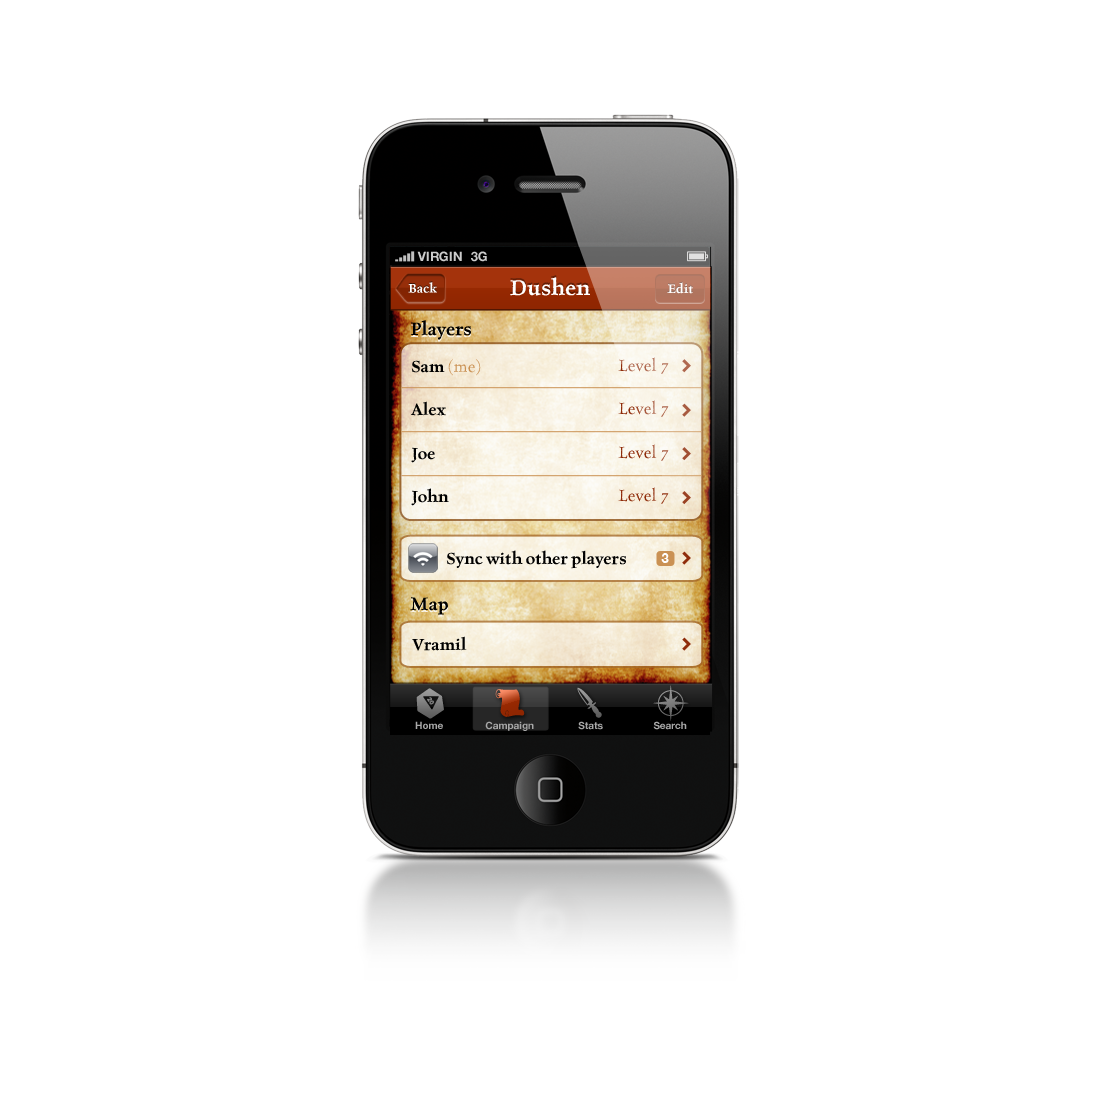 VIRGIN 3G
Back Dushen Edit
Players
Sam (me) Level 7
Alex Level 7
Joe Level 7
John Level 7
Sync with other players 3
Map
Vramil
Home Campaign Stats Search